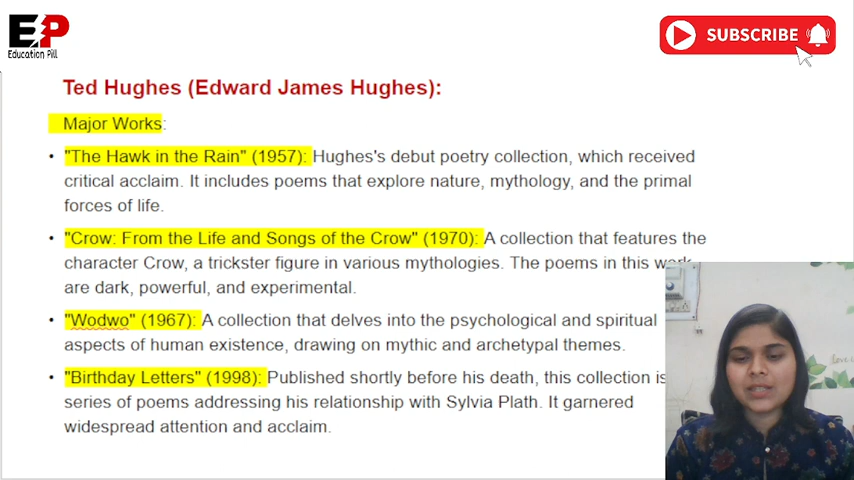 EP
Education Pill
SUBSCRIBE
Ted Hughes (Edward James Hughes):
Major Works:
• "The Hawk in the Rain" (1957): Hughes's debut poetry collection, which received
critical acclaim. It includes poems that explore nature, mythology, and the primal
forces of life.
• "Crow: From the Life and Songs of the Crow" (1970): A collection that features the
character Crow, a trickster figure in various mythologies. The poems in this
are dark, powerful, and experimental.
• "Wodwo" (1967): A collection that delves into the psychological and spiritual
aspects of human existence, drawing on mythic and archetypal themes.
• "Birthday Letters" (1998): Published shortly before his death, this collection is
series of poems addressing his relationship with Sylvia Plath. It garnered
widespread attention and acclaim.